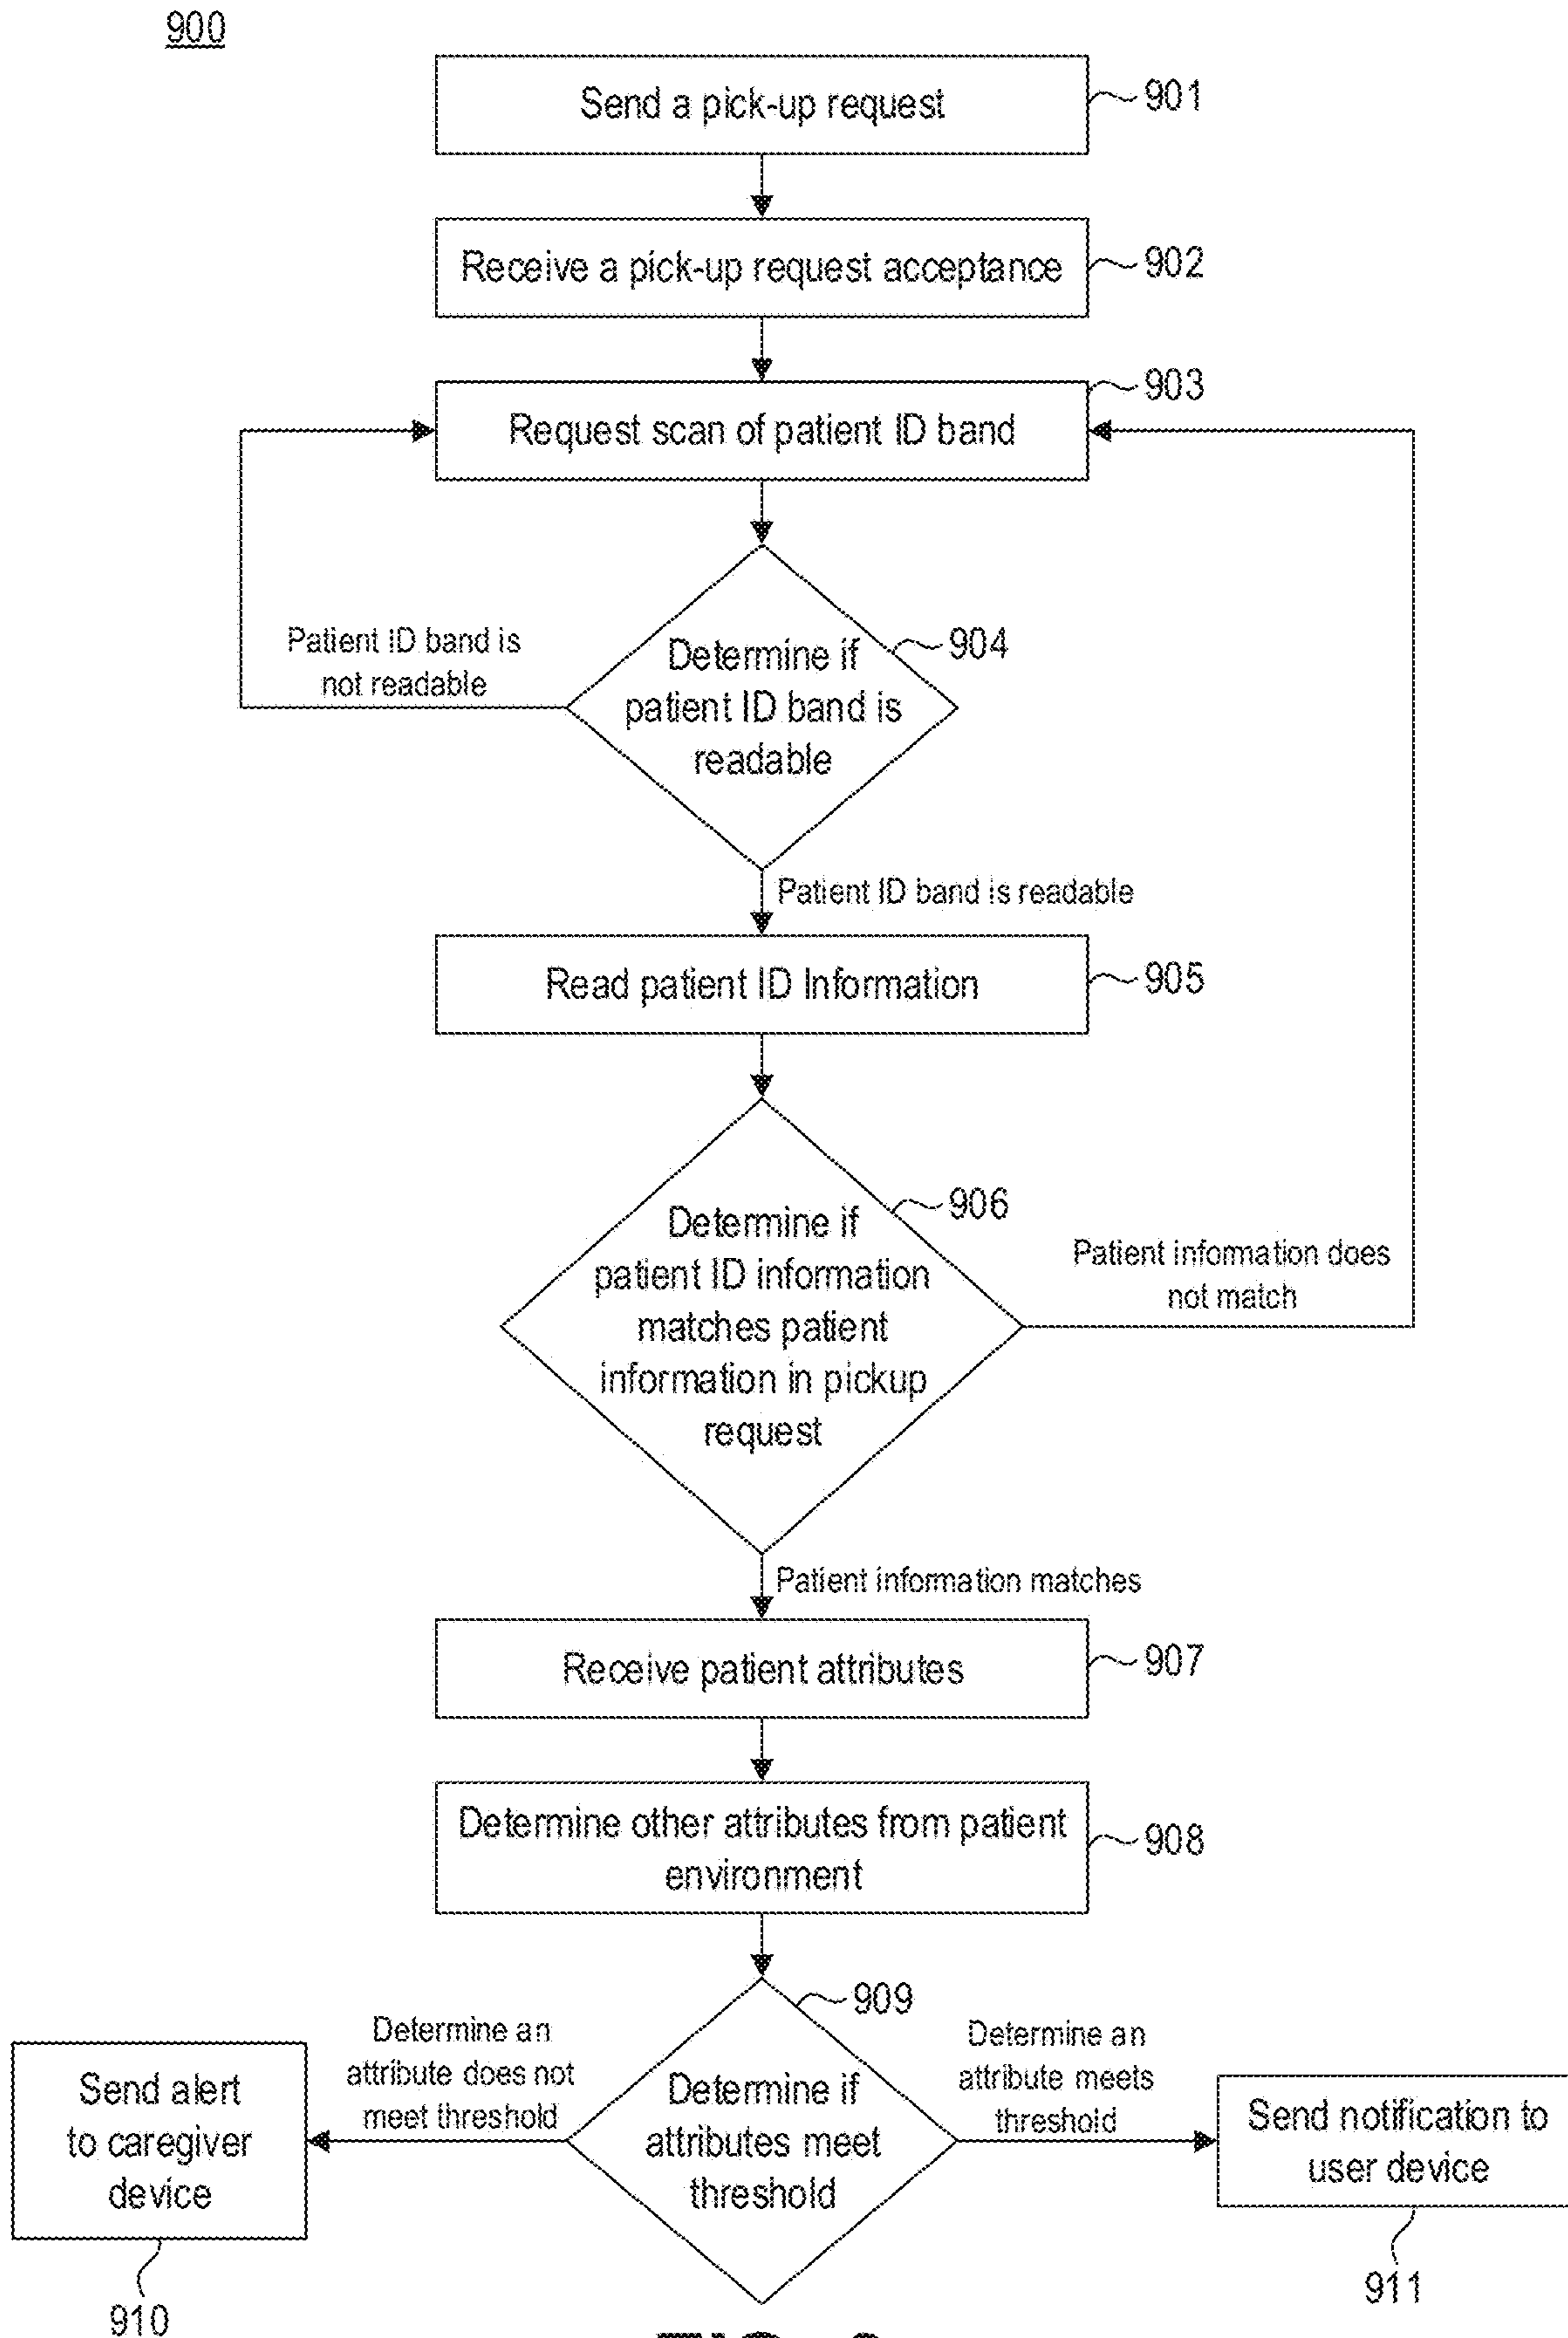 900
Send a pick-up request
901
Receive a pick-up request acceptance
902
903
Request scan of patient ID band
Patient ID band is
not readable
904
Determine if
patient ID band is
readable
Patient ID band is readable
Read patient ID Information
905
906
Determine if
patient ID information
matches patient
information in pickup
request
Patient information does
not match
Patient information matches
Receive patient attributes
907
Determine other attributes from patient
environment
908
909
Determine an
attribute does not
meet threshold
Determine an
attribute meets
threshold
Send alert
to caregiver
device
Determine if
attributes meet
threshold
Send notification to
user device
910
911